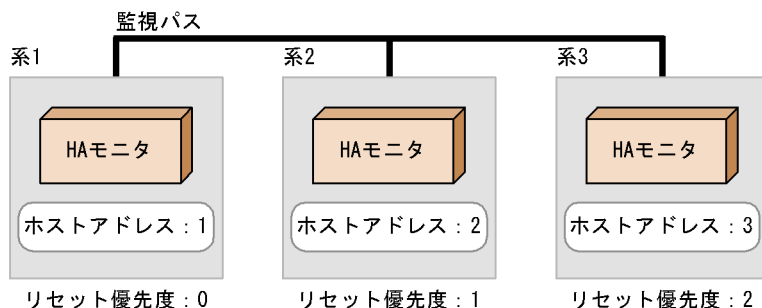 監視パス
系1
系2
系3
HAモニタ
HAモニタ
HAモニタ
ホストアドレス:1
ホストアドレス:2
ホストアドレス:3
リセット優先度:0
リセット優先度:1
リセット優先度:2